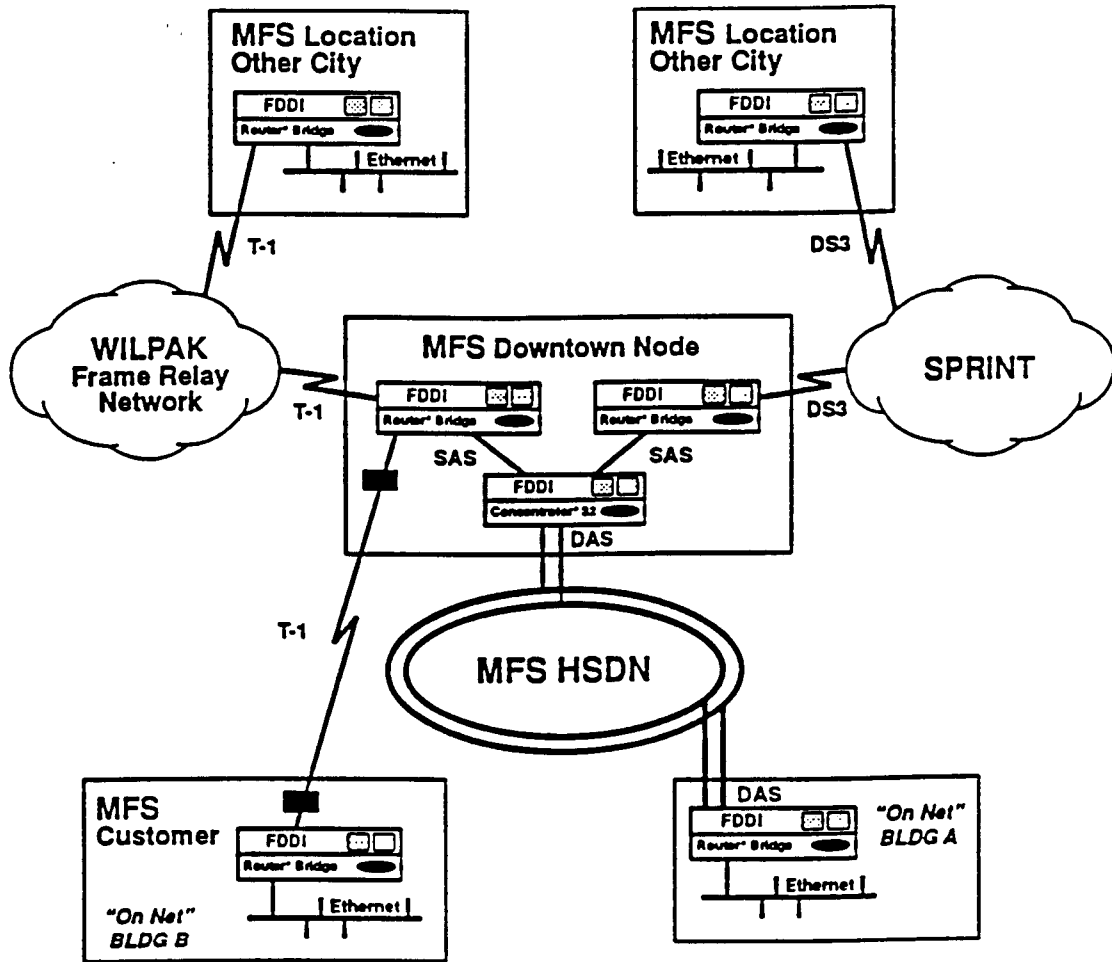 MFS Location
Other City
FDDI
Router* Bridge
Ethernet
T-1
MFS Location
Other City
FDDI
Router* Bridge
Ethernet
DS3
WILPAK
Frame Relay
Network
T-1
MFS Downtown Node
FDDI
Router* Bridge
FDDI
Router* Bridge
SAS
SAS
FDDI
Concentrator* 32
DAS
DS3
SPRINT
T-1
MFS HSDN
MFS
Customer
FDDI
Router* Bridge
Ethernet
"On Net"
BLDG B
DAS
FDDI
Router* Bridge
Ethernet
"On Net"
BLDG A